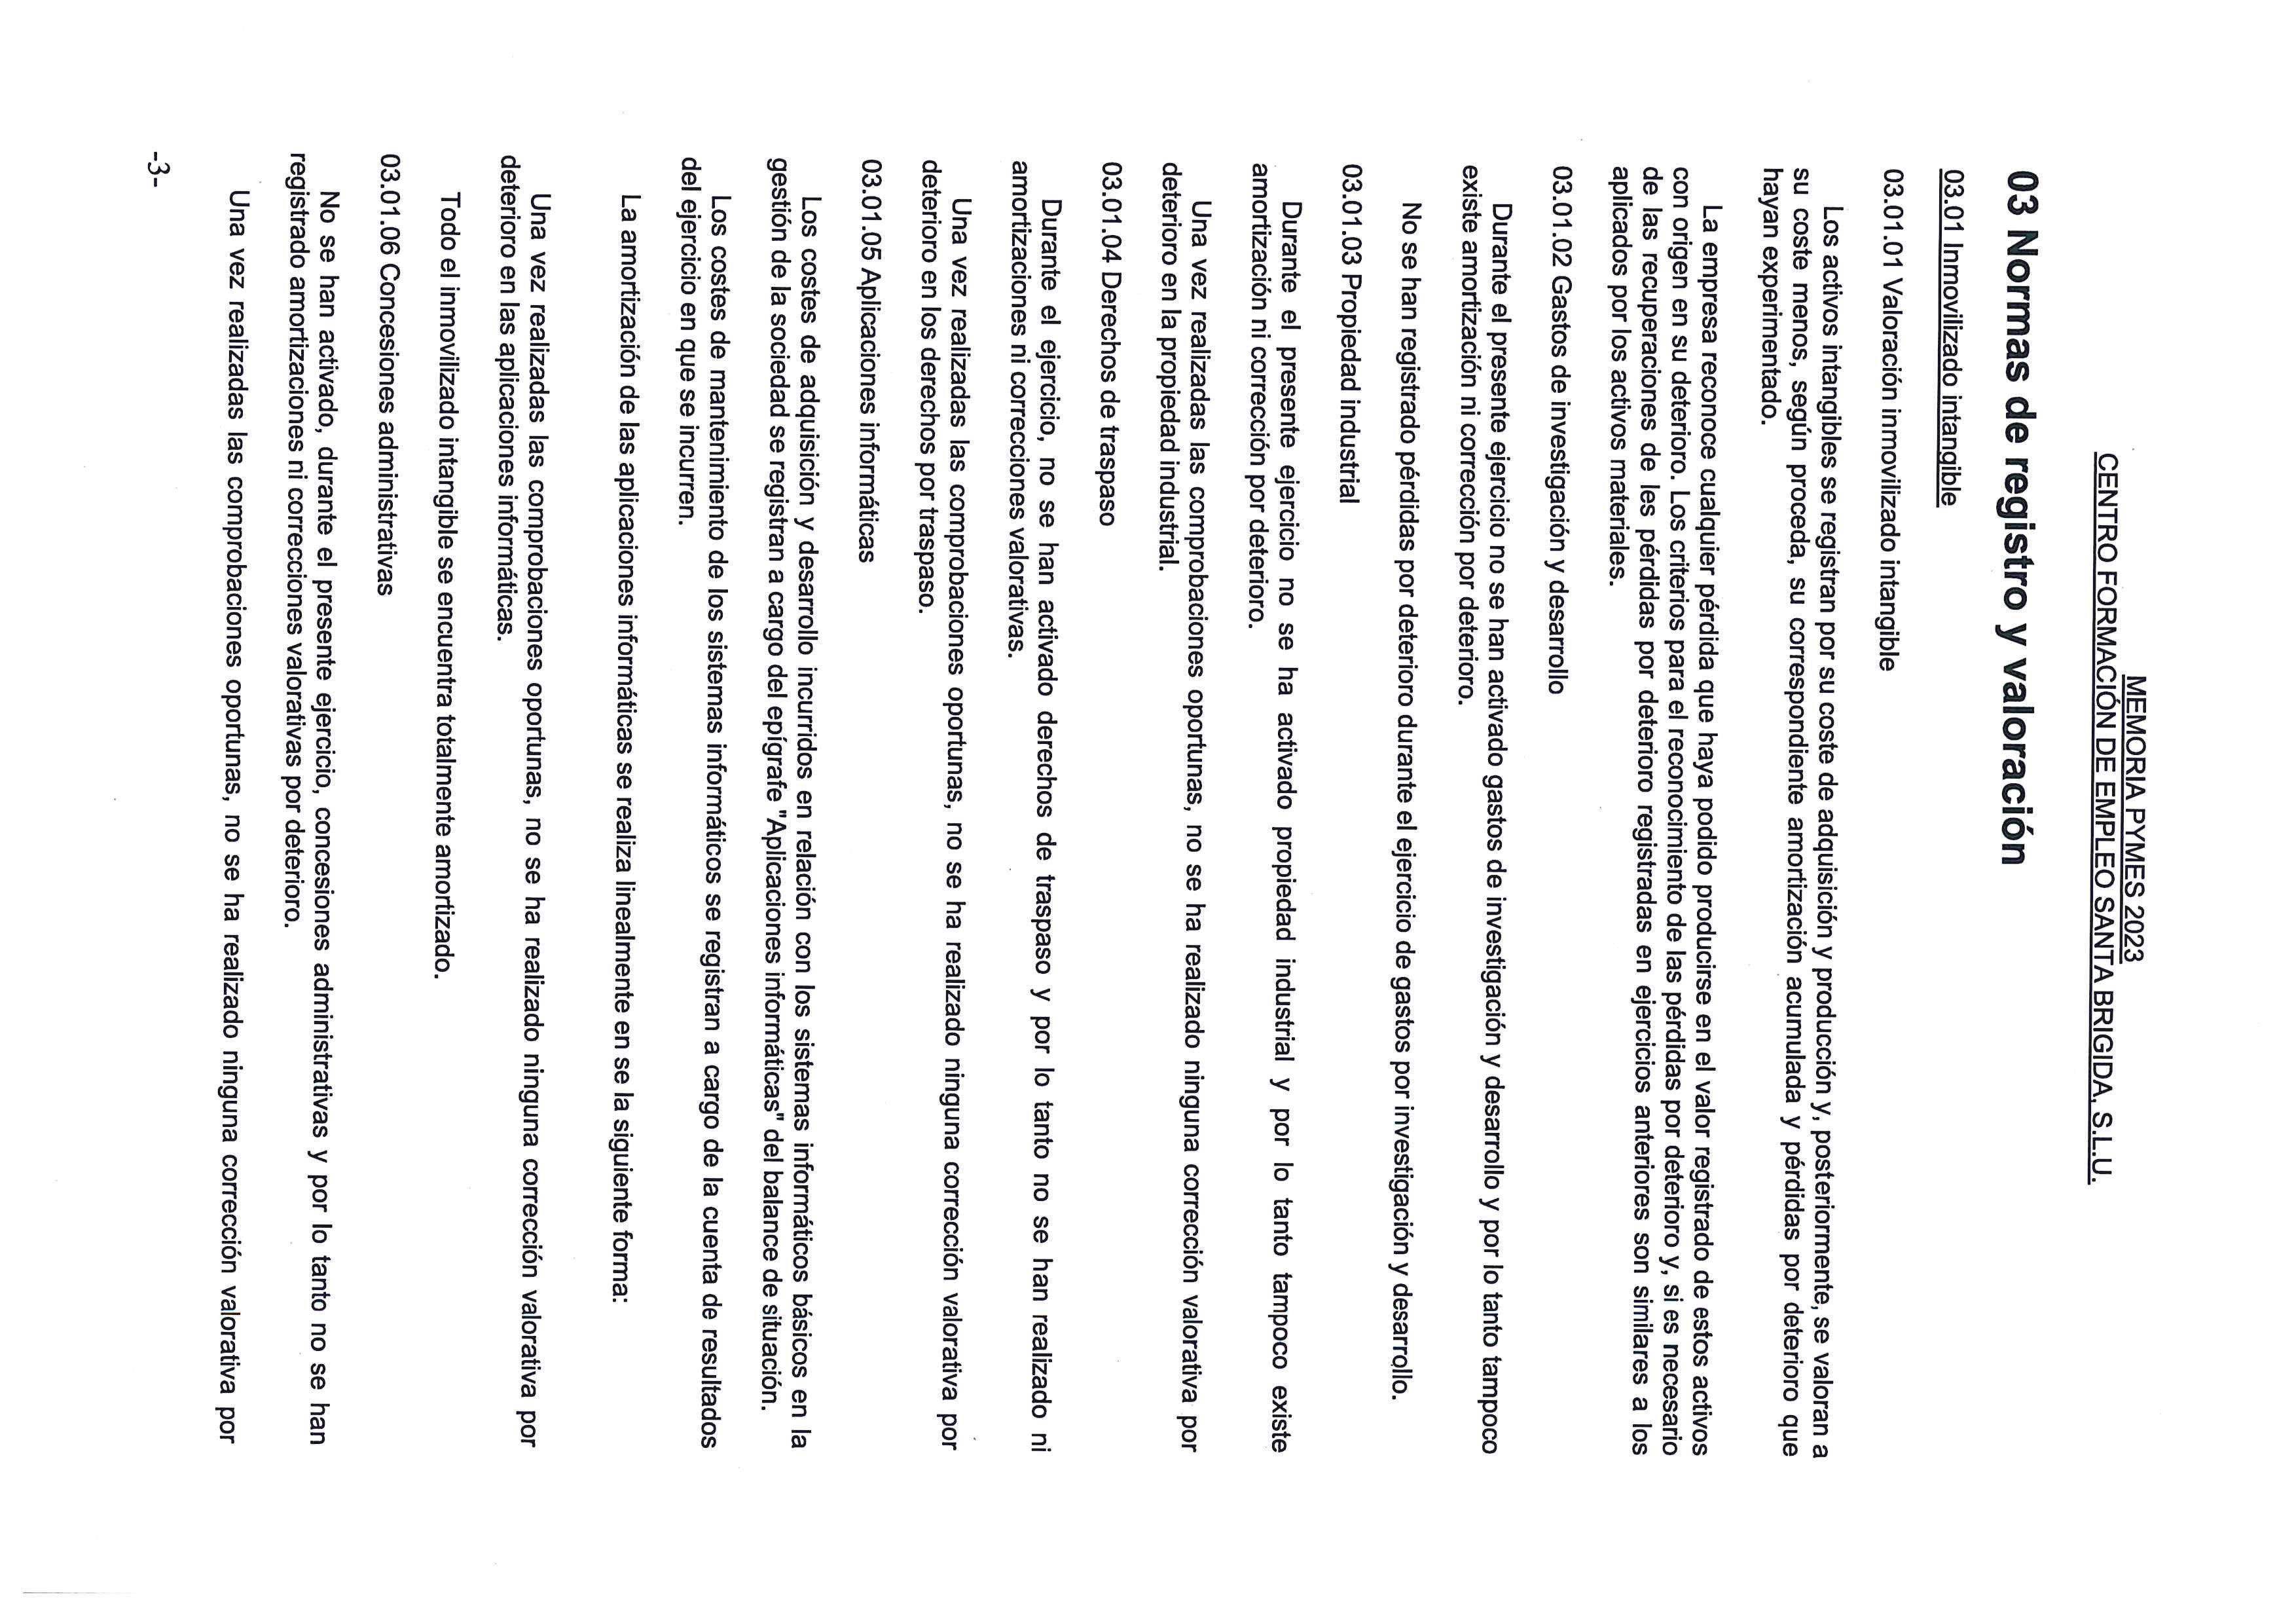 MEMORIA PYMES 2023
CENTRO FORMACIÓN DE EMPLEO SANTA BRIGIDA, S.L.U.
03 Normas de registro y valoración
03.01 Inmovilizado intangible
03.01.01 Valoración inmovilizado intangible
Los activos intangibles se registran por su coste de adquisición y producción y, posteriormente, se valoran a
su coste menos, según proceda, su correspondiente amortización acumulada y pérdidas por deterioro que
hayan experimentado.
La empresa reconoce cualquier pérdida que haya podido producirse en el valor registrado de estos activos
con origen en su deterioro. Los criterios para el reconocimiento de las pérdidas por deterioro y, si es necesario
de las recuperaciones de les pérdidas por deterioro registradas en ejercicios anteriores son similares a los
aplicados por los activos materiales.
03.01.02 Gastos de investigación y desarrollo
Durante el presente ejercicio no se han activado gastos de investigación y desarrollo y por lo tanto tampoco
existe amortización ni corrección por deterioro.
No se han registrado pérdidas por deterioro durante el ejercicio de gastos por investigación y desarrollo.
03.01.03 Propiedad industrial
Durante el presente ejercicio no se ha activado propiedad industrial y por lo tanto tampoco existe
amortización ni corrección por deterioro.
Una vez realizadas las comprobaciones oportunas, no se ha realizado ninguna corrección valorativa por
deterioro en la propiedad industrial.
03.01.04 Derechos de traspaso
Durante el ejercicio, no se han activado derechos de traspaso y por lo tanto no se han realizado ni
amortizaciones ni correcciones valorativas.
Una vez realizadas las comprobaciones oportunas, no se ha realizado ninguna corrección valorativa por
deterioro en los derechos por traspaso.
03.01.05 Aplicaciones informáticas
Los costes de adquisición y desarrollo incurridos en relación con los sistemas informáticos básicos en la
gestión de la sociedad se registran a cargo del epígrafe "Aplicaciones informáticas" del balance de situación.
Los costes de mantenimiento de los sistemas informáticos se registran a cargo de la cuenta de resultados
del ejercicio en que se incurren.
La amortización de las aplicaciones informáticas se realiza linealmente en se la siguiente forma:
Una vez realizadas las comprobaciones oportunas, no se ha realizado ninguna corrección valorativa por
deterioro en las aplicaciones informáticas.
Todo el inmovilizado intangible se encuentra totalmente amortizado.
03.01.06 Concesiones administrativas
No se han activado, durante el presente ejercicio, concesiones administrativas y por lo tanto no se han
registrado amortizaciones ni correcciones valorativas por deterioro.
Una vez realizadas las comprobaciones oportunas, no se ha realizado ninguna corrección valorativa por
-3-